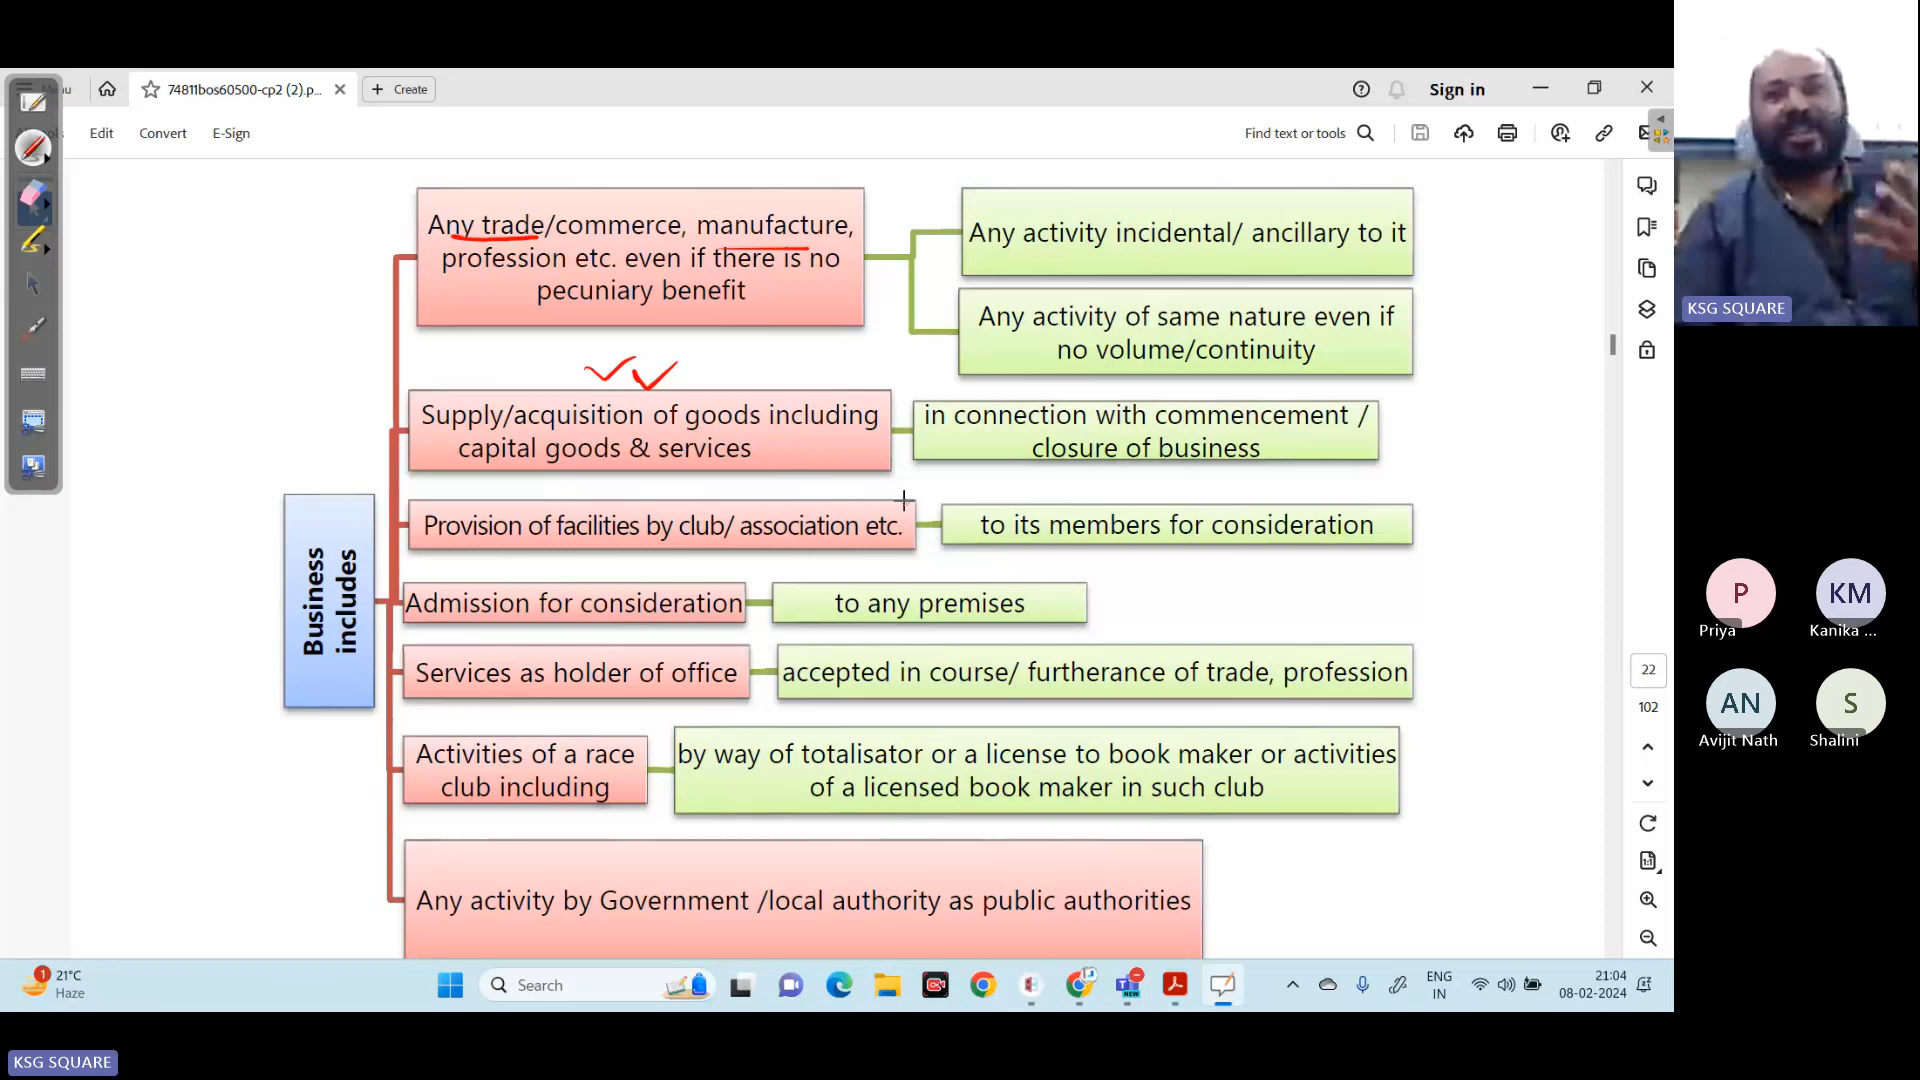 Menu
74811bos60500-cp2 (2).p...
Create
Sign in
Edit
Convert
E-Sign
Find text or tools
Any trade/commerce, manufacture,
profession etc. even if there is no
pecuniary benefit
Any activity incidental/ ancillary to it
Any activity of same nature even if
no volume/continuity
Supply/acquisition of goods including
capital goods & services
in connection with commencement /
closure of business
Provision of facilities by club/ association etc.
to its members for consideration
Business
includes
Admission for consideration
to any premises
Services as holder of office
accepted in course/ furtherance of trade, profession
Activities of a race
club including
by way of totalisator or a license to book maker or activities
of a licensed book maker in such club
Any activity by Government /local authority as public authorities
22
102
KSG SQUARE
P
Priya
KM
Kanika ...
AN
Avijit Nath
S
Shalini
1
21°C
Haze
Search
NEW
ENG
IN
21:04
08-02-2024
KSG SQUARE